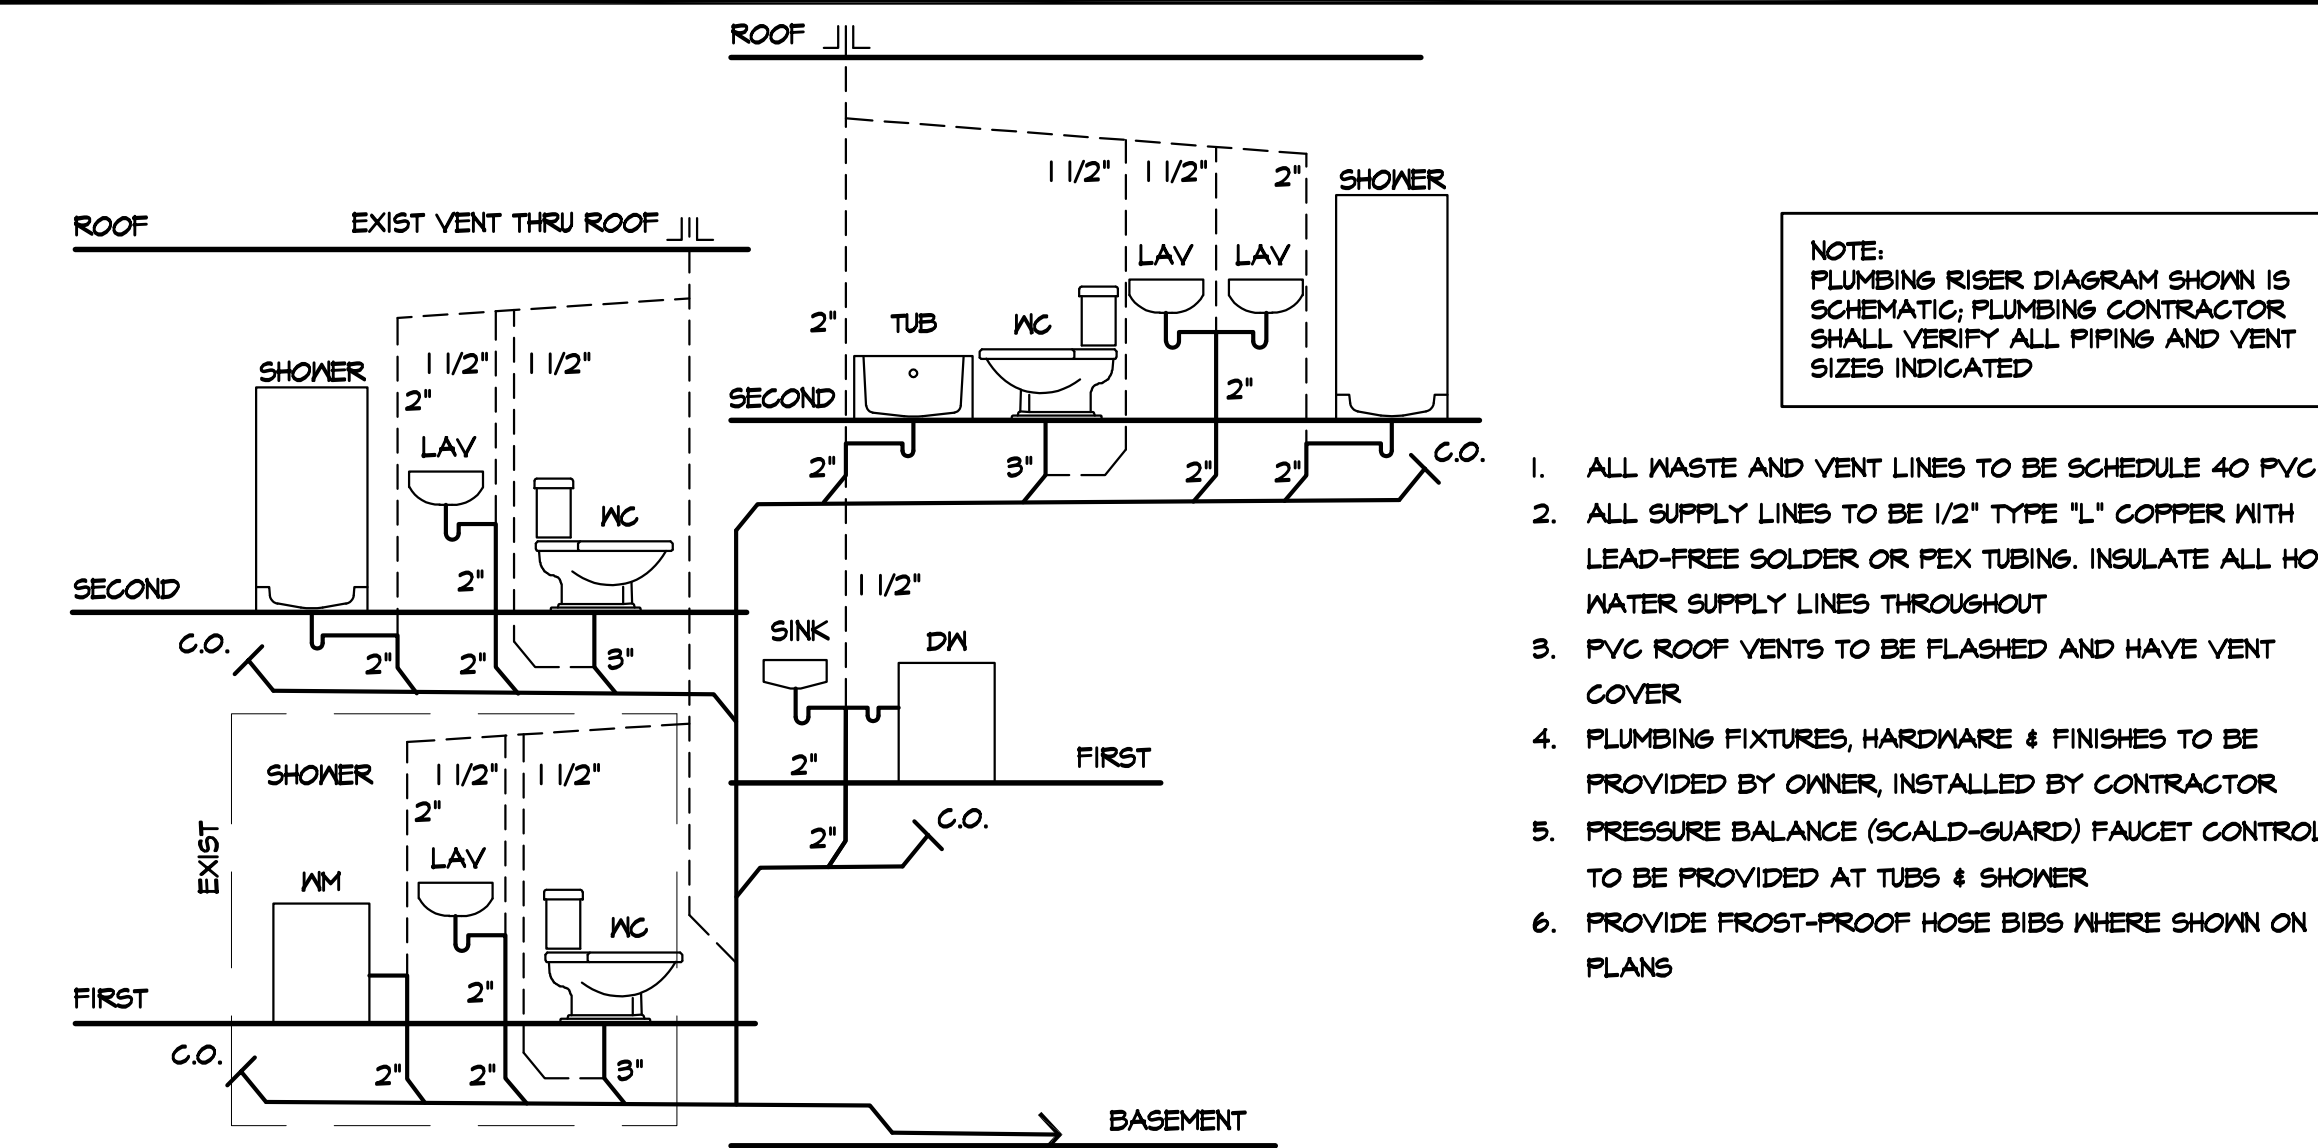 ROOF
1 1/2"
1 1/2"
2"
SHOWER
LAV
LAV
2"
TUB
WC
SECOND
2"
2"
3"
2"
2"
C.O.
ROOF
EXIST VENT THRU ROOF
SHOWER
1 1/2"
1 1/2"
2"
LAV
WC
2"
SECOND
C.O.
2"
2"
3"
1 1/2"
SINK
DW
2"
FIRST
2"
C.O.
EXIST
SHOWER
1 1/2"
1 1/2"
2"
WM
LAV
WC
2"
FIRST
C.O.
2"
2"
3"
BASEMENT
NOTE:
PLUMBING RISER DIAGRAM SHOWN IS
SCHEMATIC; PLUMBING CONTRACTOR
SHALL VERIFY ALL PIPING AND VENT
SIZES INDICATED
1. ALL WASTE AND VENT LINES TO BE SCHEDULE 40 PVC
2. ALL SUPPLY LINES TO BE 1/2" TYPE "L" COPPER WITH
LEAD-FREE SOLDER OR PEX TUBING. INSULATE ALL HO
WATER SUPPLY LINES THROUGHOUT
3. PVC ROOF VENTS TO BE FLASHED AND HAVE VENT
COVER
4. PLUMBING FIXTURES, HARDWARE & FINISHES TO BE
PROVIDED BY OWNER, INSTALLED BY CONTRACTOR
5. PRESSURE BALANCE (SCALD-GUARD) FAUCET CONTROL
TO BE PROVIDED AT TUBS & SHOWER
6. PROVIDE FROST-PROOF HOSE BIBS WHERE SHOWN ON
PLANS